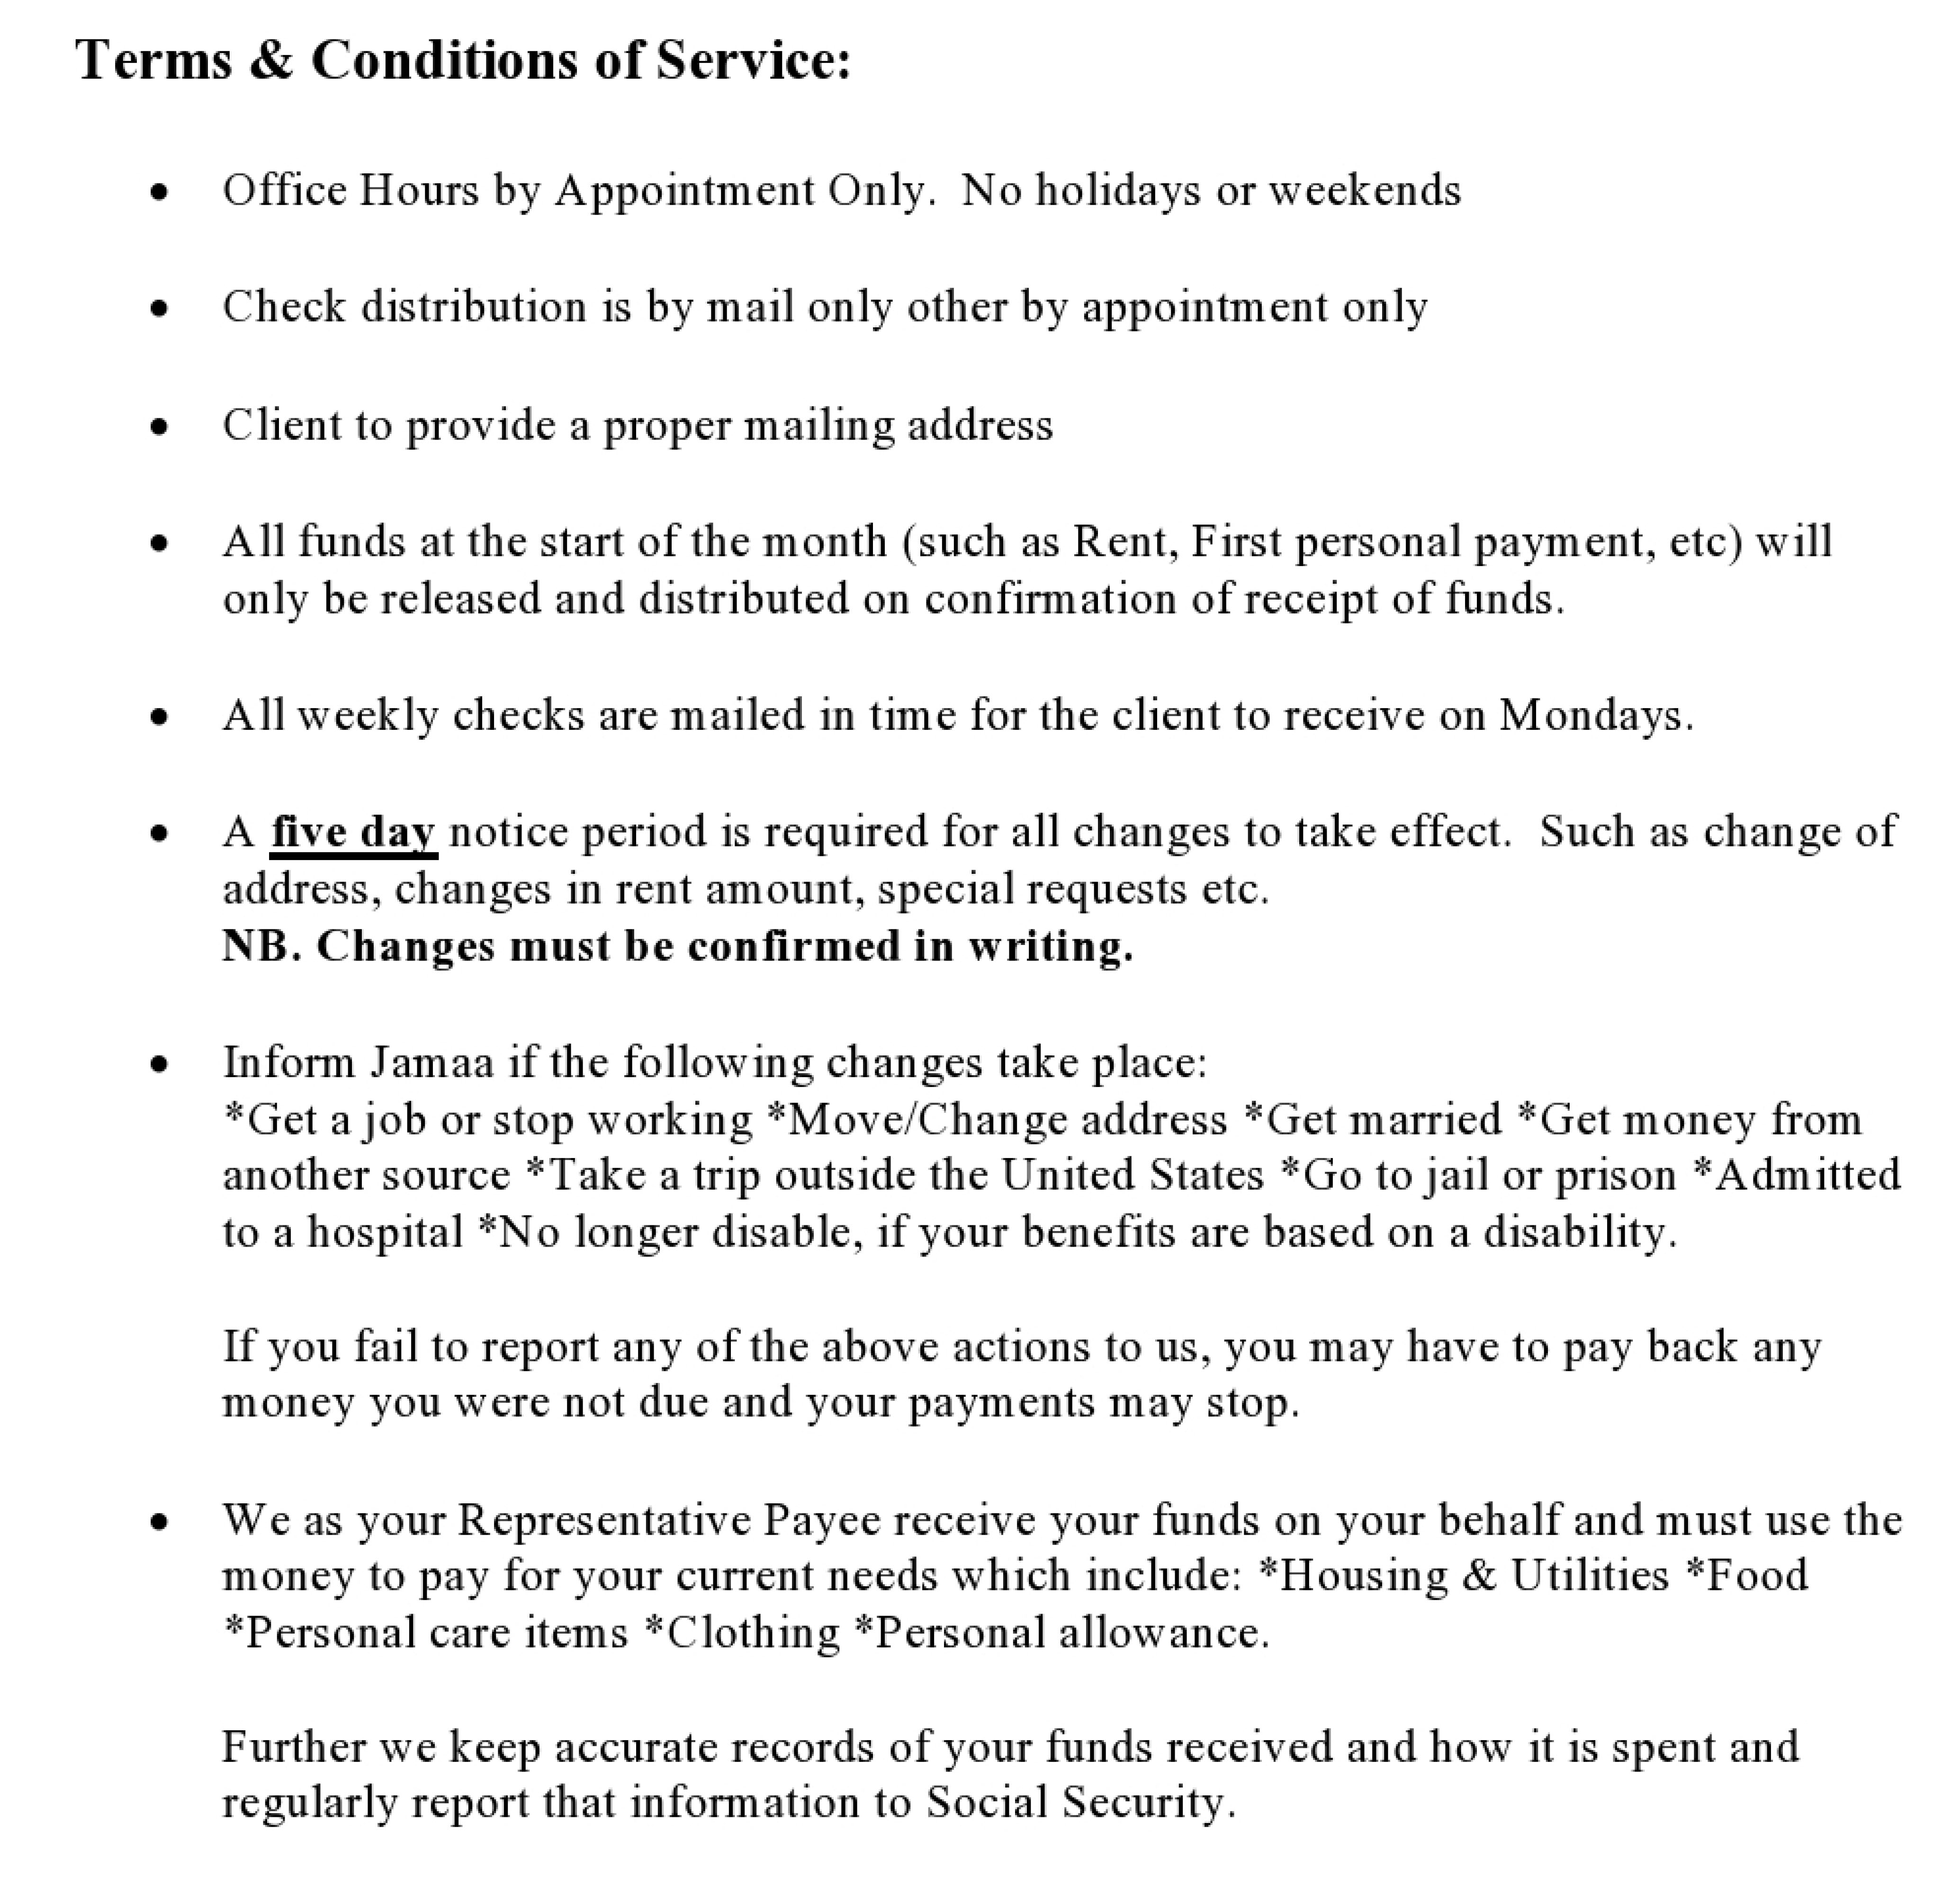 Terms & Conditions of Service:
• Office Hours by Appointment Only.  No holidays or weekends
• Check distribution is by mail only other by appointment only
• Client to provide a proper mailing address
• All funds at the start of the month (such as Rent, First personal payment, etc) will
only be released and distributed on confirmation of receipt of funds.
• All weekly checks are mailed in time for the client to receive on Mondays.
• A five day notice period is required for all changes to take effect.  Such as change of
address, changes in rent amount, special requests etc.
NB. Changes must be confirmed in writing.
• Inform Jamaa if the following changes take place:
*Get a job or stop working *Move/Change address *Get married *Get money from
another source *Take a trip outside the United States *Go to jail or prison *Admitted
to a hospital *No longer disable, if your benefits are based on a disability.
If you fail to report any of the above actions to us, you may have to pay back any
money you were not due and your payments may stop.
• We as your Representative Payee receive your funds on your behalf and must use the
money to pay for your current needs which include: *Housing & Utilities *Food
*Personal care items *Clothing *Personal allowance.
Further we keep accurate records of your funds received and how it is spent and
regularly report that information to Social Security.